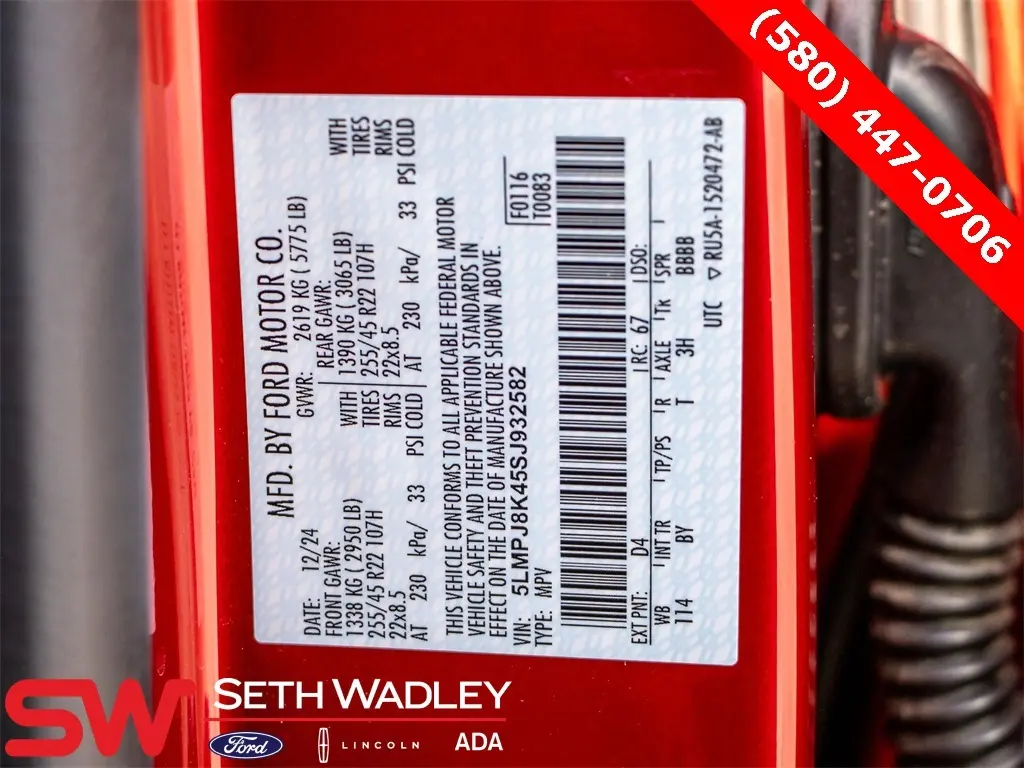 (580) 447-0706
MFD. BY FORD MOTOR CO.
DATE: 12/24 GVWR: 2619 KG ( 5775 LB)
FRONT GAWR: REAR GAWR:
1338 KG ( 2950 LB) WITH 1390 KG ( 3065 LB) WITH
255/45 R22 107H TIRES 255/45 R22 107H TIRES
22x8.5 RIMS 22x8.5 RIMS
AT 230 kPa/ 33 PSI COLD AT 230 kPa/ 33 PSI COLD
THIS VEHICLE CONFORMS TO ALL APPLICABLE FEDERAL MOTOR
VEHICLE SAFETY AND THEFT PREVENTION STANDARDS IN
EFFECT ON THE DATE OF MANUFACTURE SHOWN ABOVE.
VIN: 5LMPJ8K45SJ932582 F0116
TYPE: MPV T0083
EXT PNT: D4 RC: 67 DSO:
WB INT TR TP/PS R AXLE Tk SPR
114 BY T 3H BBBB
UTC ▽ RU5A-1520472-AB
SW SETH WADLEY
Ford LINCOLN ADA